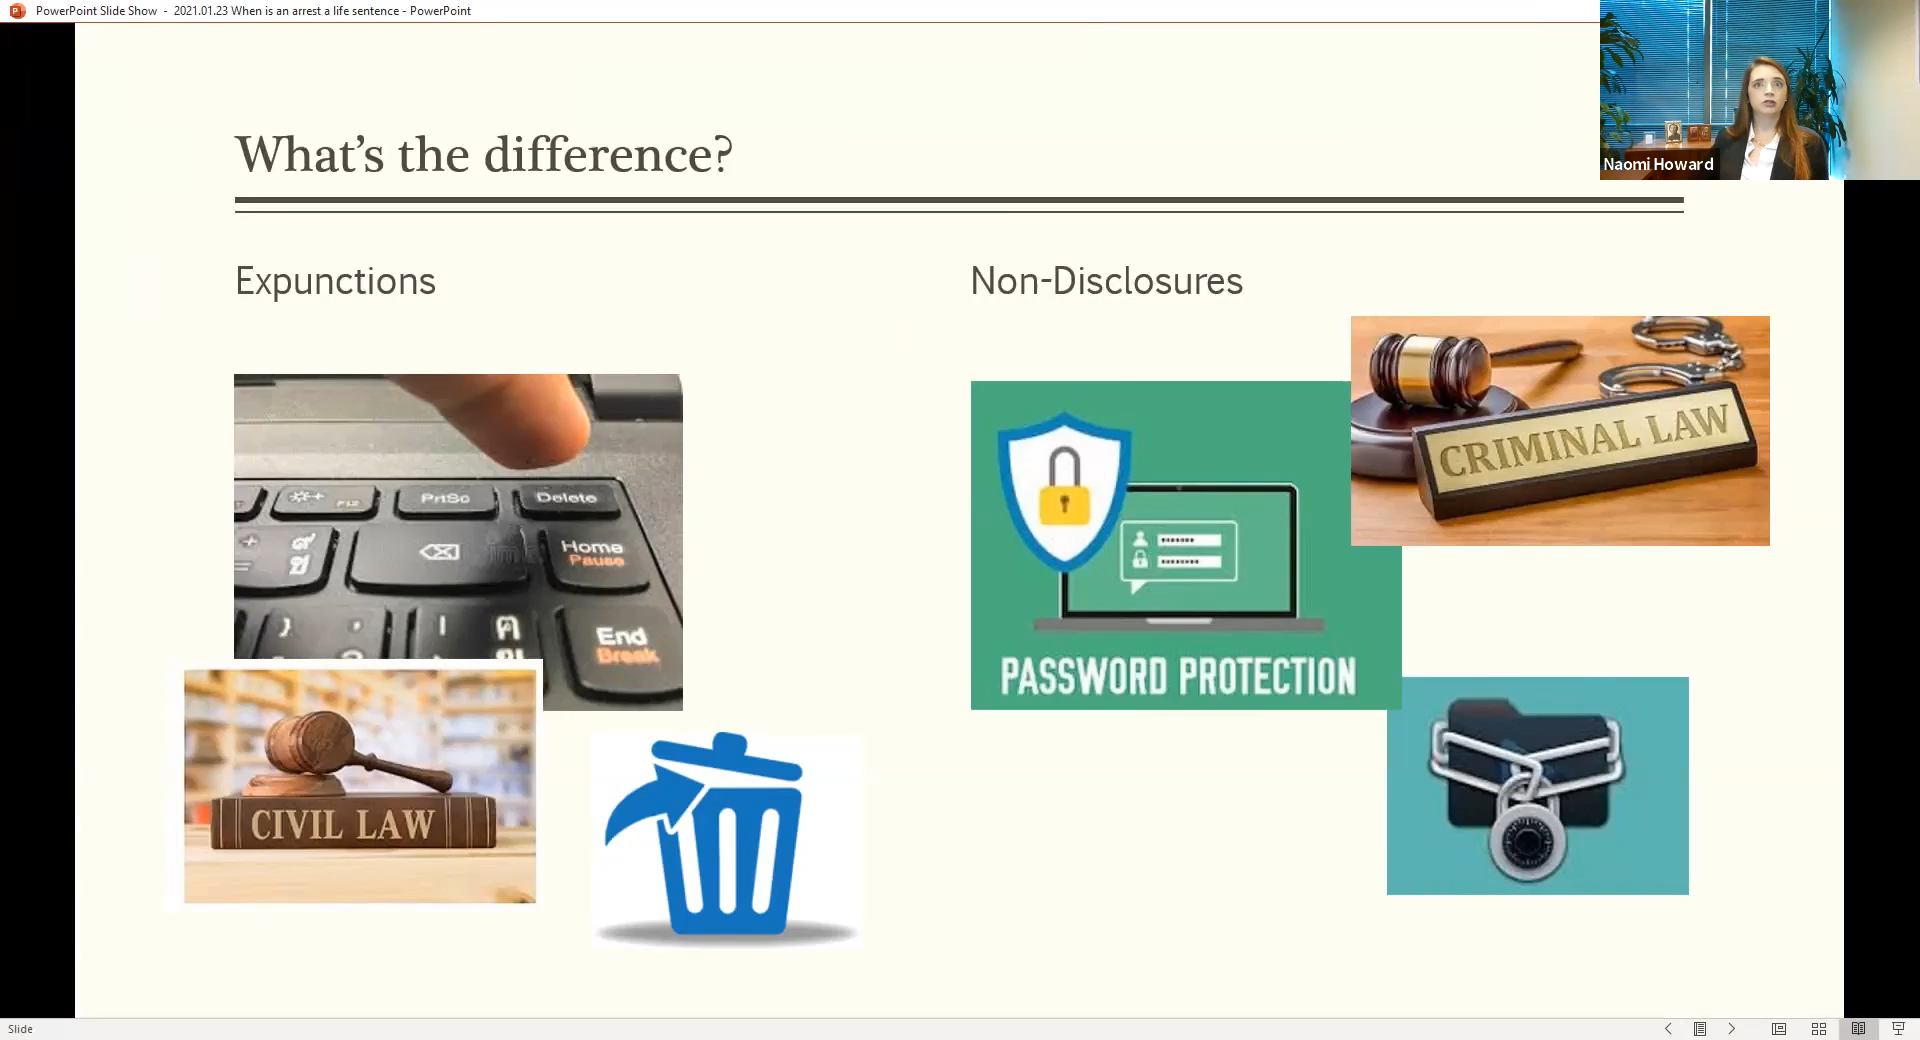 PowerPoint Slide Show - 2021.01.23 When is an arrest a life sentence - PowerPoint
Naomi Howard
What's the difference?
Expunctions
Non-Disclosures
PrtSc
Delete
Home
Pause
End
Break
CIVIL LAW
PASSWORD PROTECTION
CRIMINAL LAW
Slide